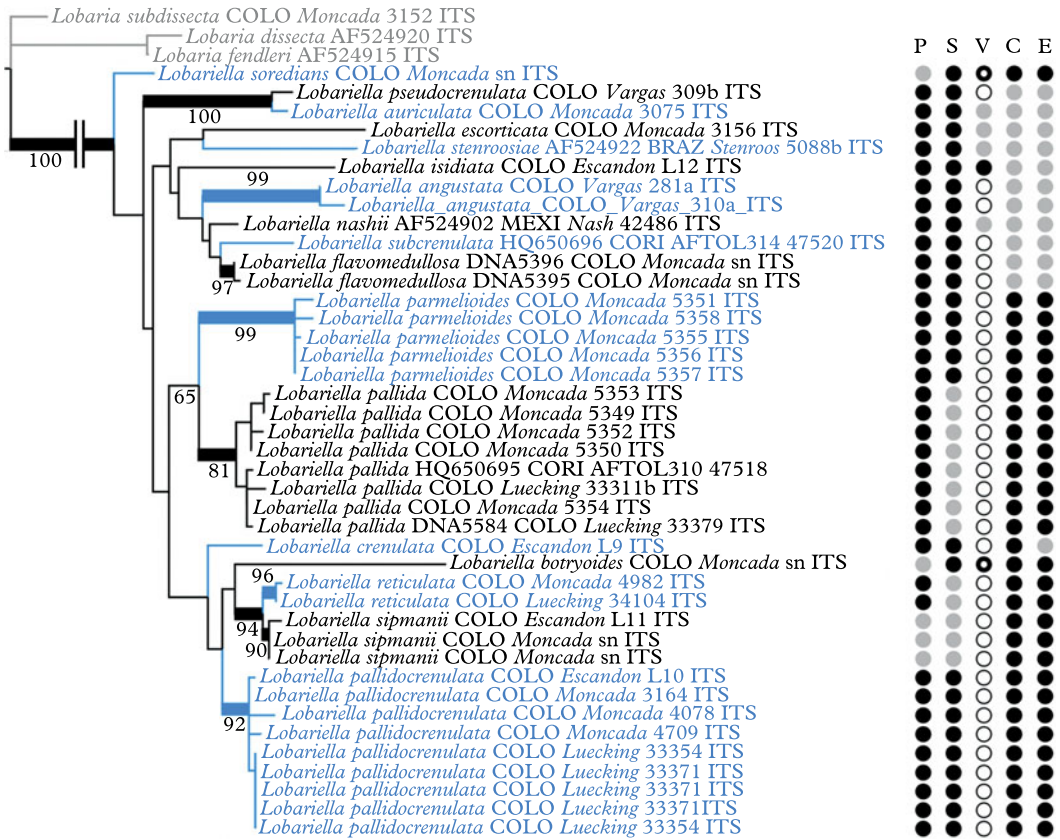 Lobaria subdissecta COLO Moncada 3152 ITS
Lobaria dissecta AF524920 ITS
Lobaria fendleri AF524915 ITS
P S V C E
Lobariella soredians COLO Moncada sn ITS
Lobariella pseudocrenulata COLO Vargas 309b ITS
100
Lobariella auriculata COLO Moncada 3075 ITS
Lobariella escorticata COLO Moncada 3156 ITS
Lobariella stenroosiae AF524922 BRAZ Stenroos 5088b ITS
100
Lobariella isidiata COLO Escandon L12 ITS
99
Lobariella angustata COLO Vargas 281a ITS
Lobariella_angustata_COLO_Vargas_310a_ITS
Lobariella nashii AF524902 MEXI Nash 42486 ITS
Lobariella subcrenulata HQ650696 CORI AFTOL314 47520 ITS
Lobariella flavomedullosa DNA5396 COLO Moncada sn ITS
Lobariella flavomedullosa DNA5395 COLO Moncada sn ITS
97
Lobariella parmelioides COLO Moncada 5351 ITS
Lobariella parmelioides COLO Moncada 5358 ITS
99
Lobariella parmelioides COLO Moncada 5355 ITS
Lobariella parmelioides COLO Moncada 5356 ITS
Lobariella parmelioides COLO Moncada 5357 ITS
65
Lobariella pallida COLO Moncada 5353 ITS
Lobariella pallida COLO Moncada 5349 ITS
Lobariella pallida COLO Moncada 5352 ITS
Lobariella pallida COLO Moncada 5350 ITS
81
Lobariella pallida HQ650695 CORI AFTOL310 47518
Lobariella pallida COLO Luecking 33311b ITS
Lobariella pallida COLO Moncada 5354 ITS
Lobariella pallida DNA5584 COLO Luecking 33379 ITS
Lobariella crenulata COLO Escandon L9 ITS
Lobariella botryoides COLO Moncada sn ITS
96
Lobariella reticulata COLO Moncada 4982 ITS
Lobariella reticulata COLO Luecking 34104 ITS
Lobariella sipmanii COLO Escandon L11 ITS
94
Lobariella sipmanii COLO Moncada sn ITS
90
Lobariella sipmanii COLO Moncada sn ITS
Lobariella pallidocrenulata COLO Escandon L10 ITS
Lobariella pallidocrenulata COLO Moncada 3164 ITS
Lobariella pallidocrenulata COLO Moncada 4078 ITS
92
Lobariella pallidocrenulata COLO Moncada 4709 ITS
Lobariella pallidocrenulata COLO Luecking 33354 ITS
Lobariella pallidocrenulata COLO Luecking 33371 ITS
Lobariella pallidocrenulata COLO Luecking 33371 ITS
Lobariella pallidocrenulata COLO Luecking 33371ITS
Lobariella pallidocrenulata COLO Luecking 33354 ITS